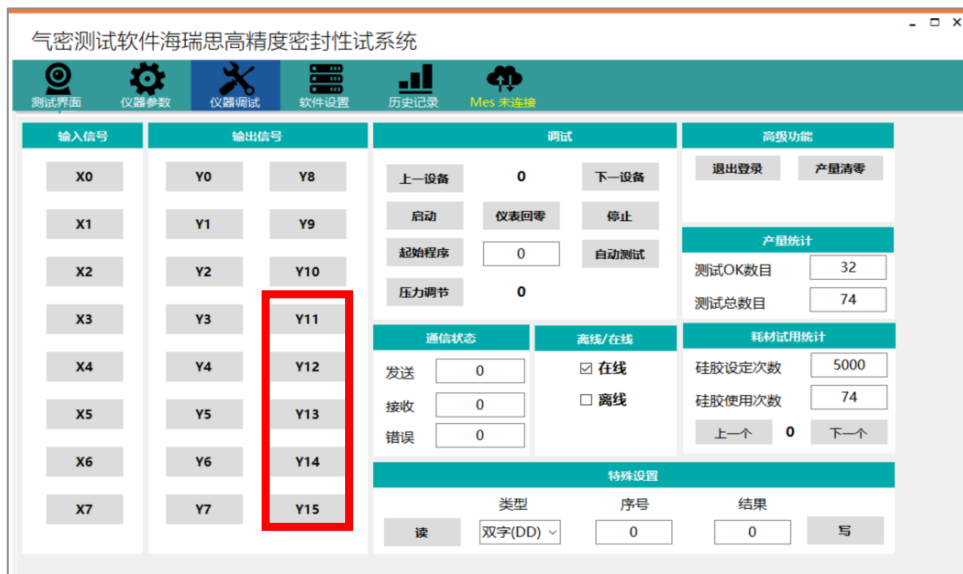 气密测试软件海瑞思高精度密封性试系统
测试界面 仪器参数 仪器调试 软件设置 历史记录 Mes 未连接
输入信号
X0
X1
X2
X3
X4
X5
X6
X7
输出信号
Y0 Y8
Y1 Y9
Y2 Y10
Y3 Y11
Y4 Y12
Y5 Y13
Y6 Y14
Y7 Y15
调试
上一设备 0 下一设备
启动 仪表回零 停止
起始程序 0 自动测试
压力调节 0
高级功能
退出登录 产量清零
产量统计
测试OK数目 32
测试总数目 74
通信状态
发送 0
接收 0
错误 0
离线/在线
在线
离线
耗材试用统计
硅胶设定次数 5000
硅胶使用次数 74
上一个 0 下一个
特殊设置
类型 序号 结果
读 双字(DD) 0 0 写